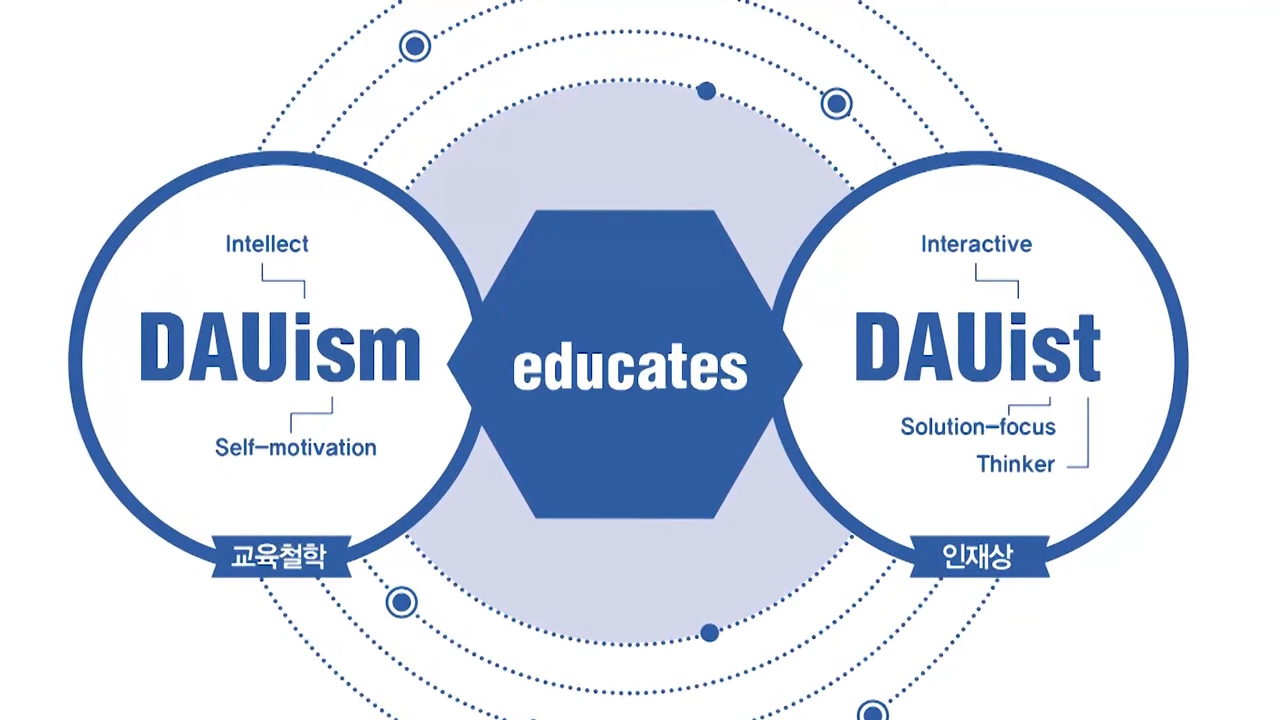 Intellect
DAUism
Self-motivation
교육철학
educates
Interactive
DAUist
Solution-focus
Thinker
인재상